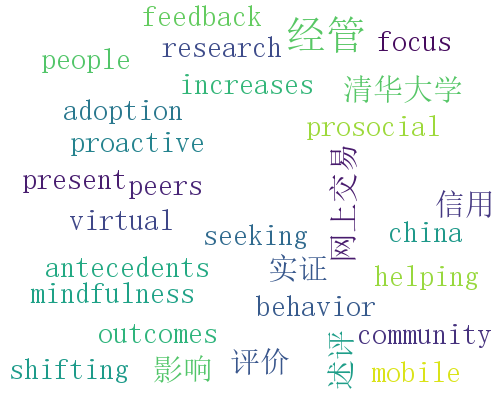 feedback
经管
research
focus
people
increases
清华大学
adoption
prosocial
proactive
网上交易
present
peers
信用
virtual
seeking
china
antecedents
实证
helping
mindfulness
behavior
outcomes
community
述评
shifting
影响
评价
mobile